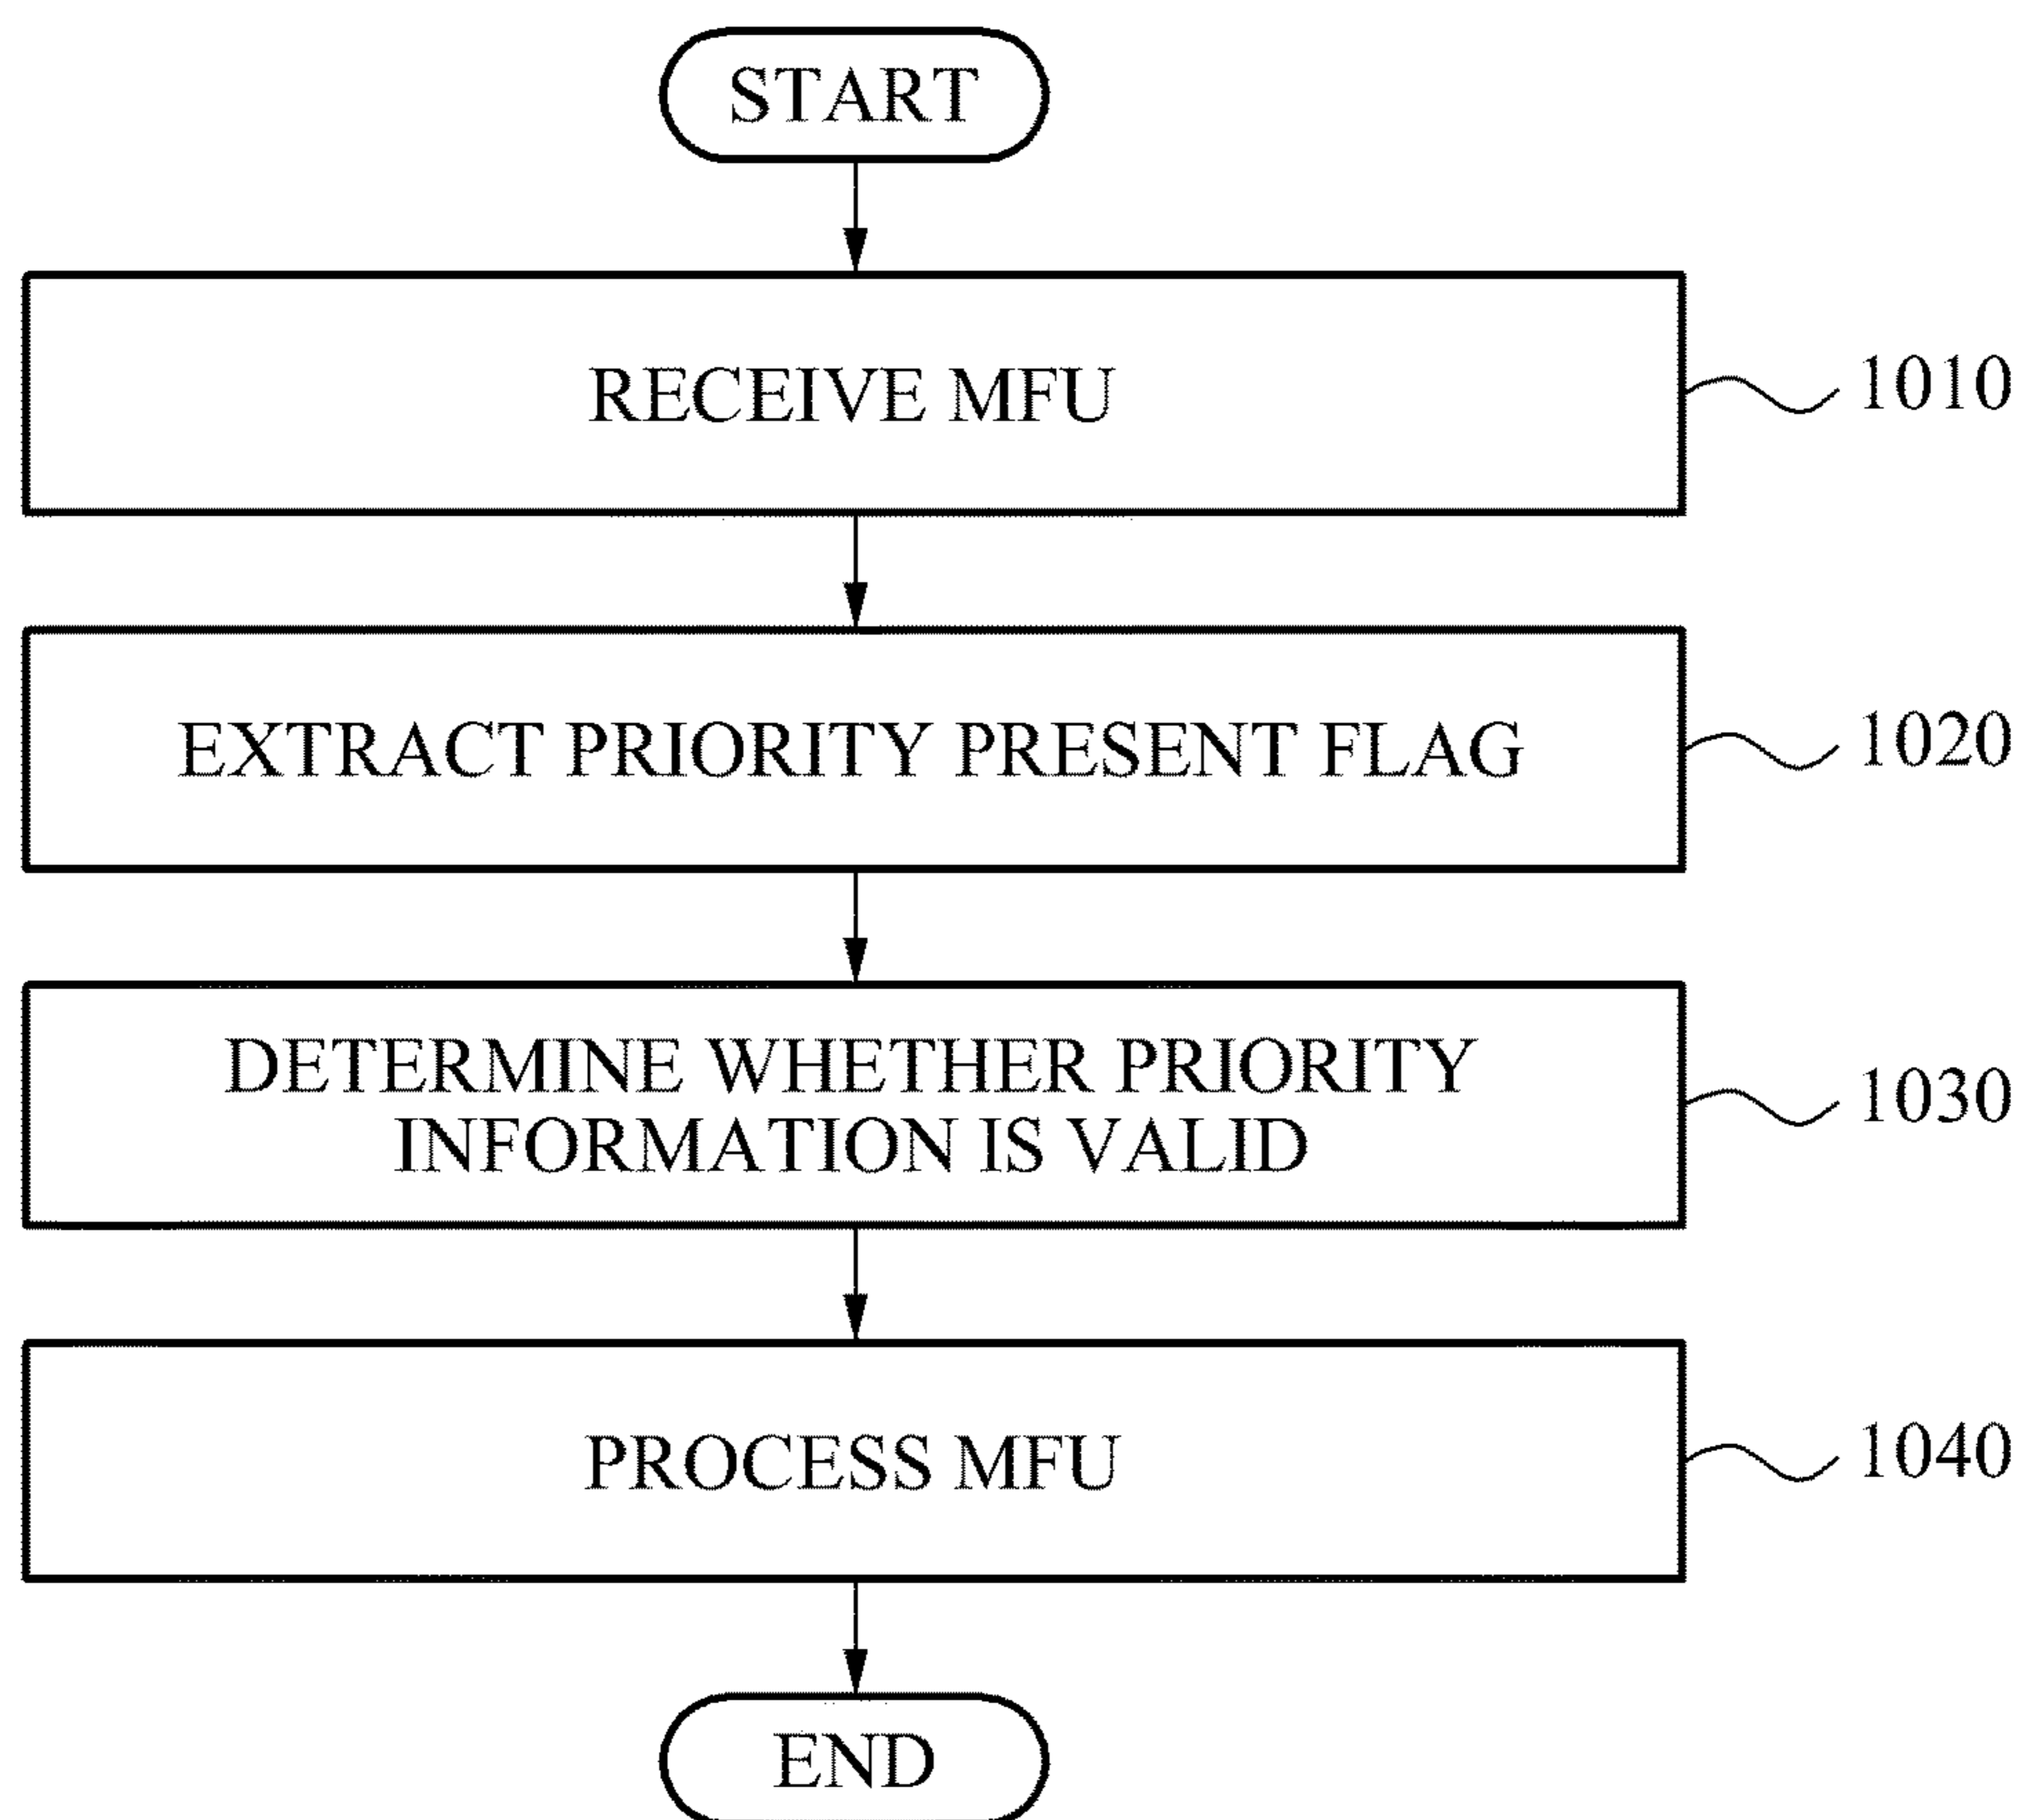 START
RECEIVE MFU
1010
EXTRACT PRIORITY PRESENT FLAG
1020
DETERMINE WHETHER PRIORITY
INFORMATION IS VALID
1030
PROCESS MFU
1040
END